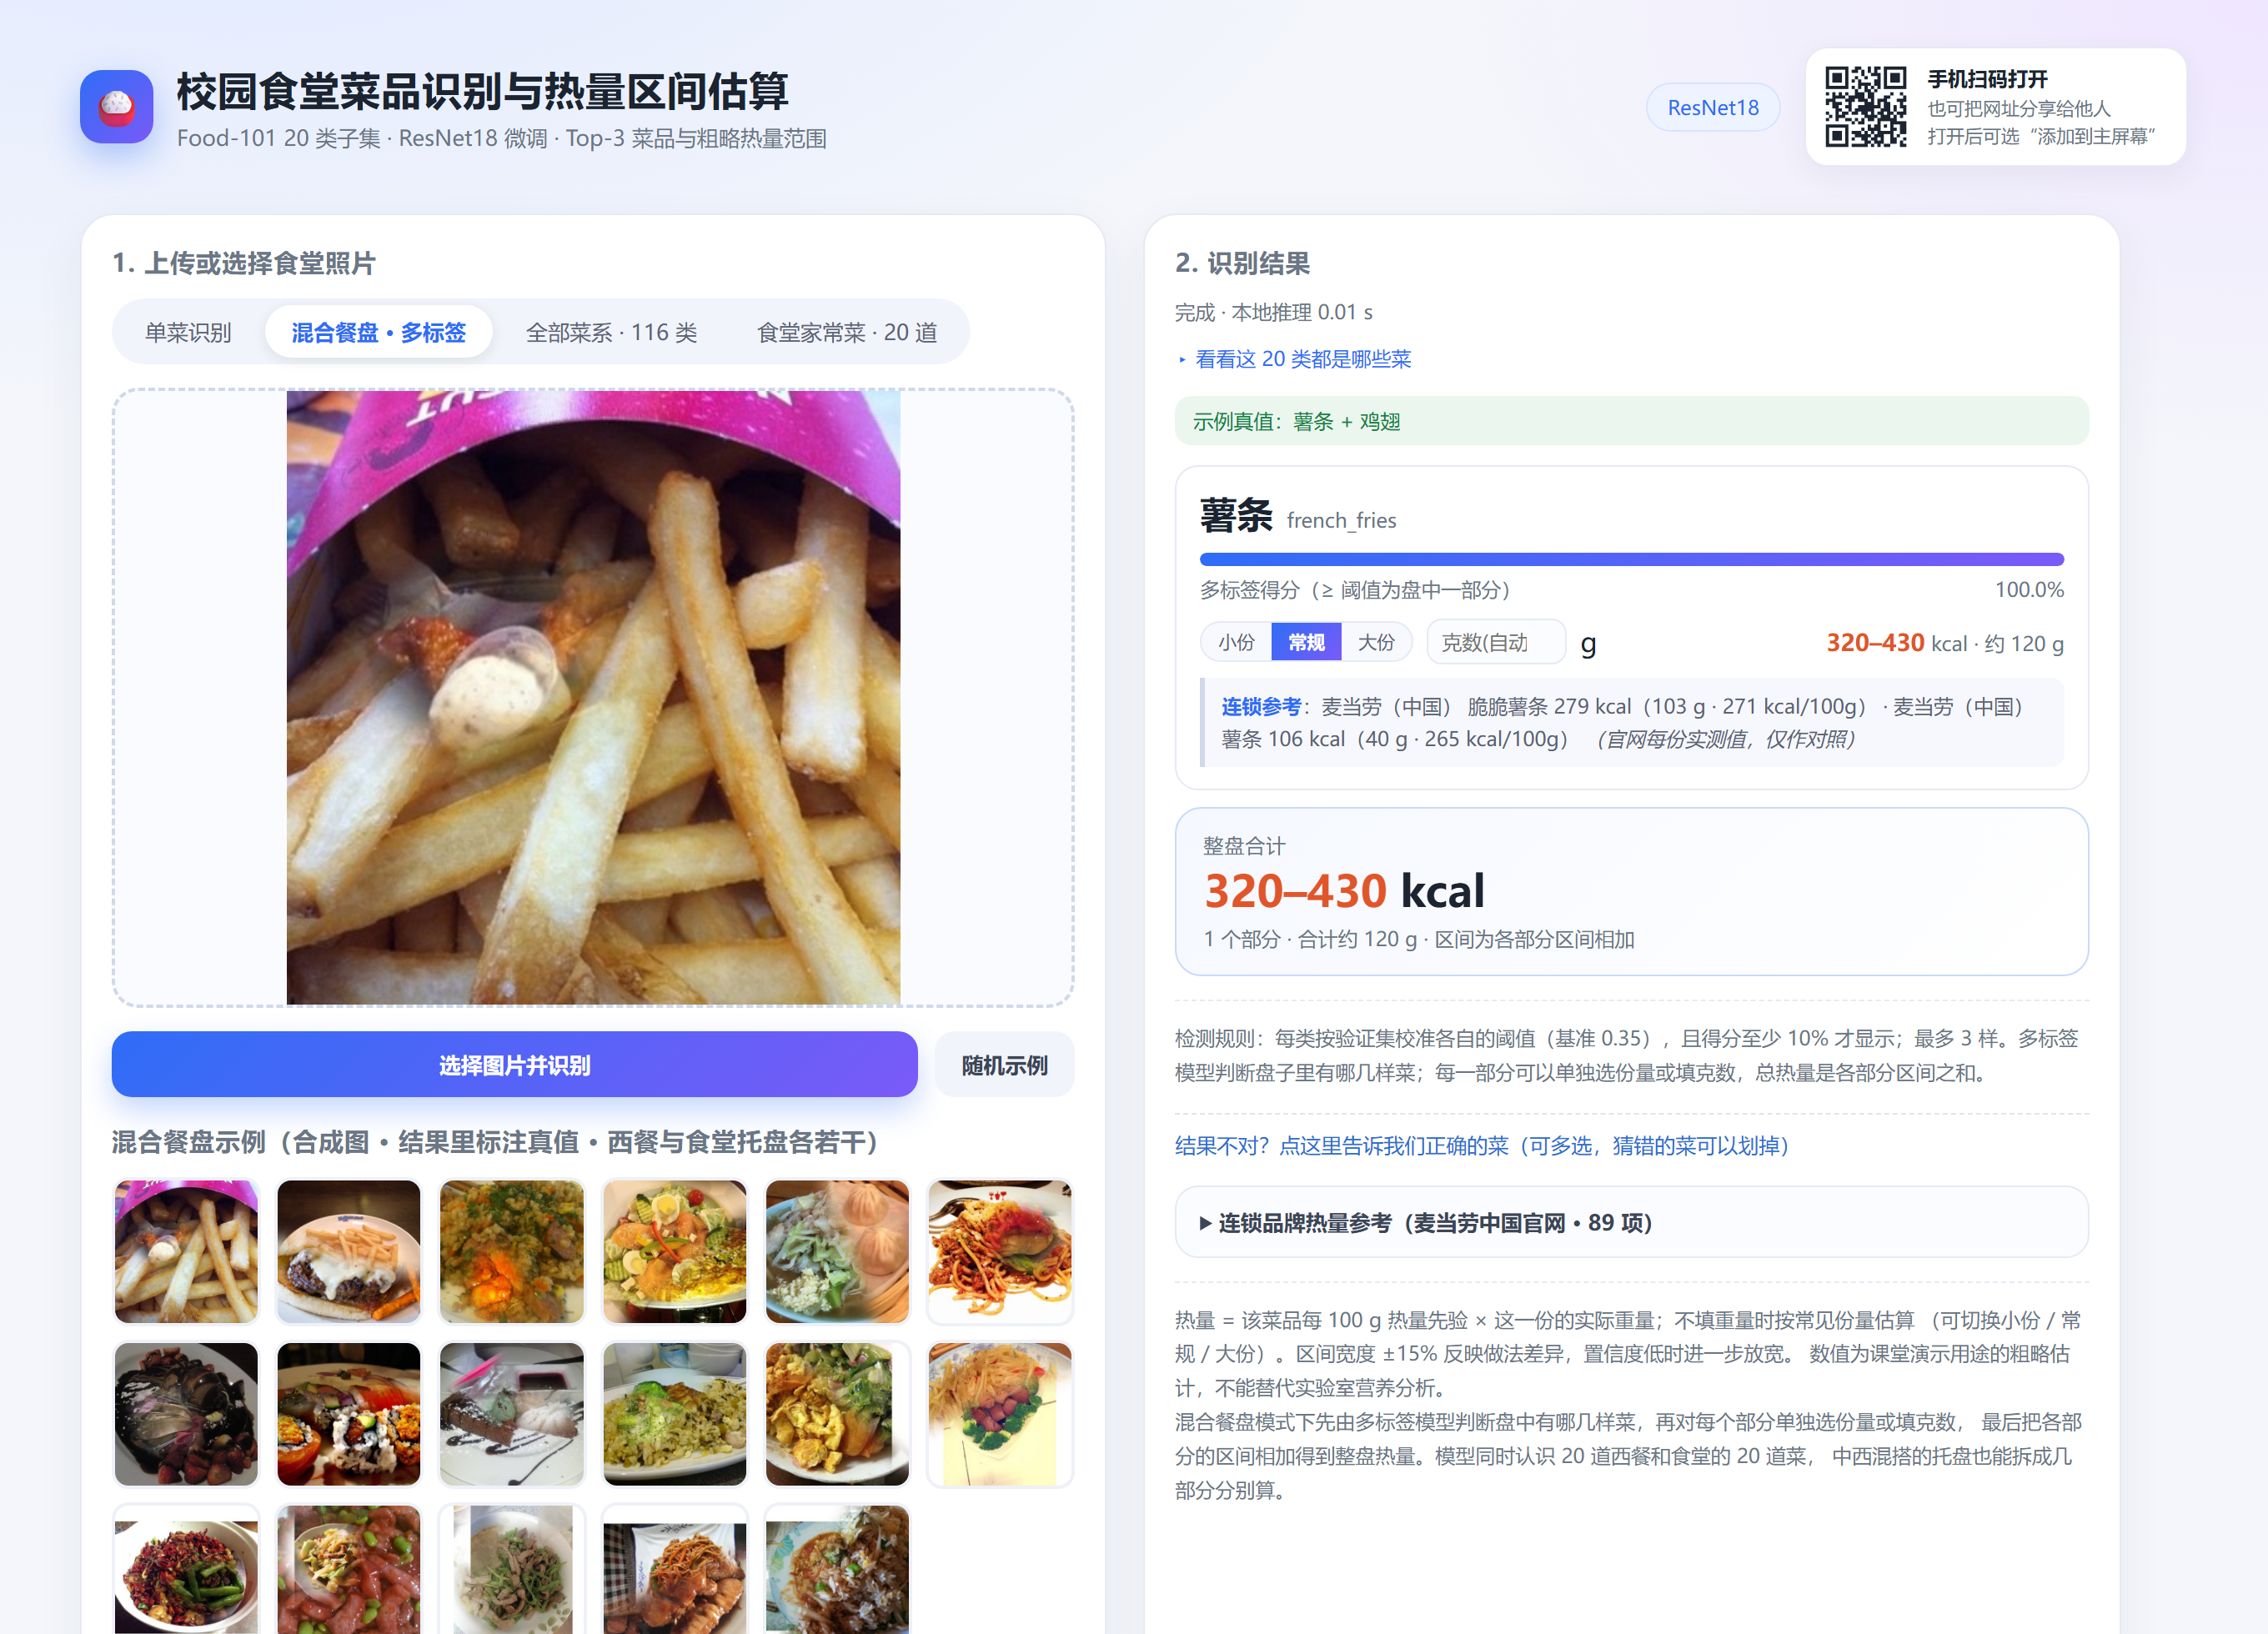 校园食堂菜品识别与热量区间估算
Food-101 20 类子集 · ResNet18 微调 · Top-3 菜品与粗略热量范围
ResNet18
手机扫码打开
也可把网址分享给他人
打开后可选“添加到主屏幕”
1. 上传或选择食堂照片
单菜识别
混合餐盘 • 多标签
全部菜系 · 116 类
食堂家常菜 · 20 道
选择图片并识别
随机示例
混合餐盘示例（合成图 • 结果里标注真值 • 西餐与食堂托盘各若干）
2. 识别结果
完成 · 本地推理 0.01 s
‣ 看看这 20 类都是哪些菜
示例真值：薯条 + 鸡翅
薯条 french_fries
多标签得分（≥ 阈值为盘中一部分）
100.0%
小份
常规
大份
克数(自动
g
320–430 kcal · 约 120 g
连锁参考：麦当劳（中国） 脆脆薯条 279 kcal（103 g · 271 kcal/100g） · 麦当劳（中国）
薯条 106 kcal（40 g · 265 kcal/100g） （官网每份实测值，仅作对照）
整盘合计
320–430 kcal
1 个部分 · 合计约 120 g · 区间为各部分区间相加
检测规则：每类按验证集校准各自的阈值（基准 0.35），且得分至少 10% 才显示；最多 3 样。多标签
模型判断盘子里有哪几样菜；每一部分可以单独选份量或填克数，总热量是各部分区间之和。
结果不对？点这里告诉我们正确的菜（可多选，猜错的菜可以划掉）
▶ 连锁品牌热量参考（麦当劳中国官网 • 89 项）
热量 = 该菜品每 100 g 热量先验 × 这一份的实际重量；不填重量时按常见份量估算 （可切换小份 / 常
规 / 大份）。区间宽度 ±15% 反映做法差异，置信度低时进一步放宽。 数值为课堂演示用途的粗略估
计，不能替代实验室营养分析。
混合餐盘模式下先由多标签模型判断盘中有哪几样菜，再对每个部分单独选份量或填克数， 最后把各部
分的区间相加得到整盘热量。模型同时认识 20 道西餐和食堂的 20 道菜， 中西混搭的托盘也能拆成几
部分分别算。